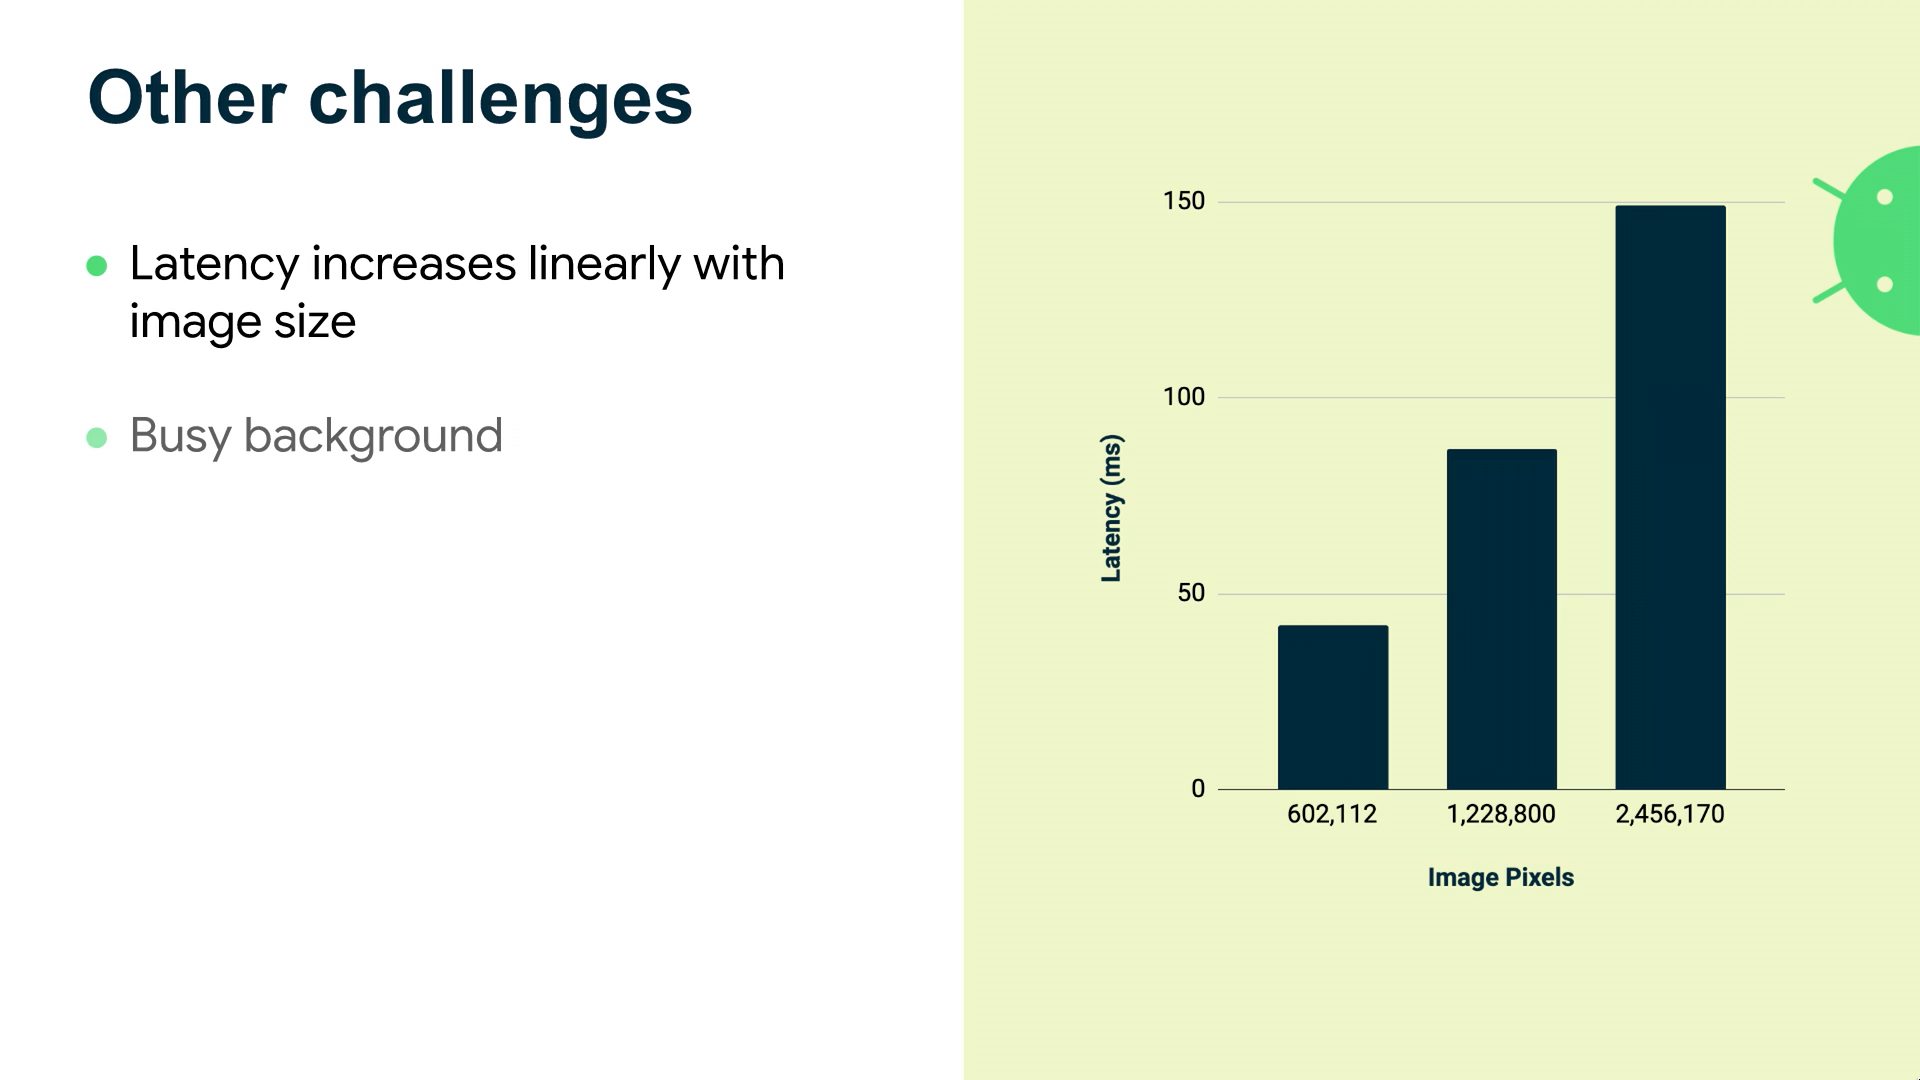 Other challenges
Latency increases linearly with
image size
Busy background
150
100
50
0
Latency (ms)
602,112
1,228,800
2,456,170
Image Pixels